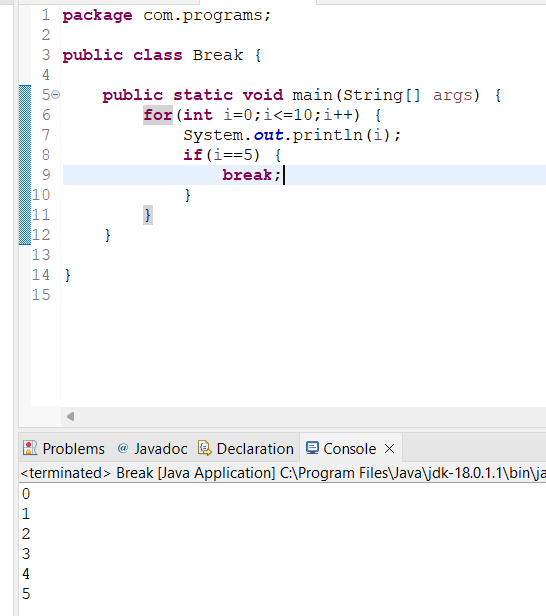 1 package com.programs;
2
3 public class Break {
4
5 public static void main(String[] args) {
6 for(int i=0;i<=10;i++) {
7 System.out.println(i);
8 if(i==5) {
9 break;
10 }
11 }
12 }
13
14 }
15
Problems @ Javadoc Declaration Console
<terminated> Break [Java Application] C:\Program Files\Java\jdk-18.0.1.1\bin\ja
0
1
2
3
4
5